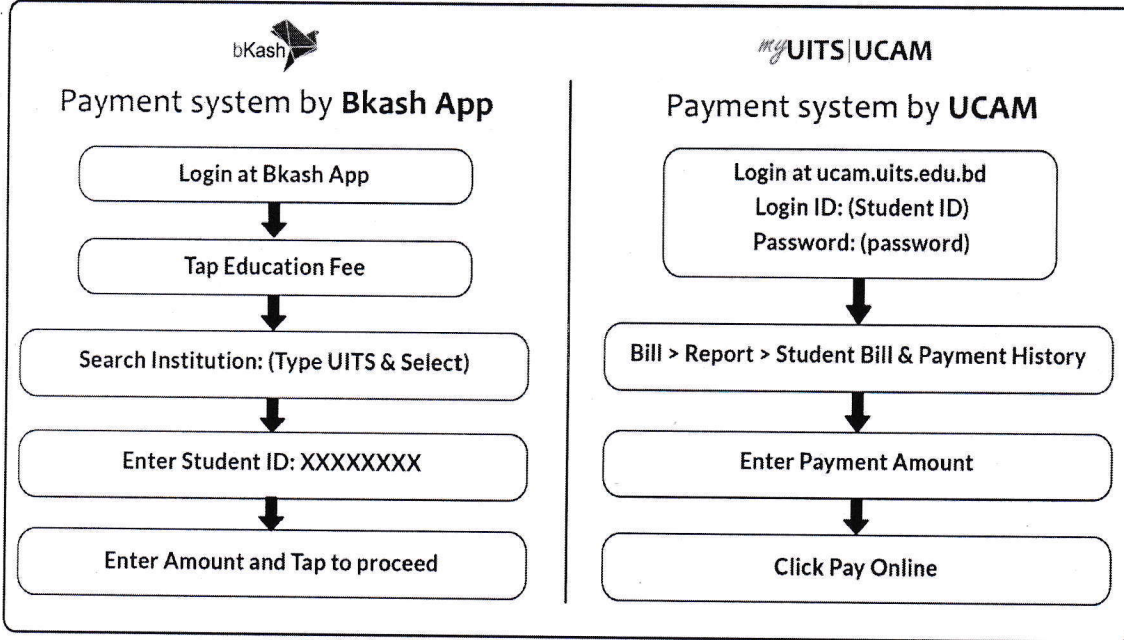 bKash
Payment system by Bkash App
Login at Bkash App
Tap Education Fee
Search Institution: (Type UITS & Select)
Enter Student ID: XXXXXXXX
Enter Amount and Tap to proceed
myUITS|UCAM
Payment system by UCAM
Login at ucam.uits.edu.bd
Login ID: (Student ID)
Password: (password)
Bill > Report > Student Bill & Payment History
Enter Payment Amount
Click Pay Online